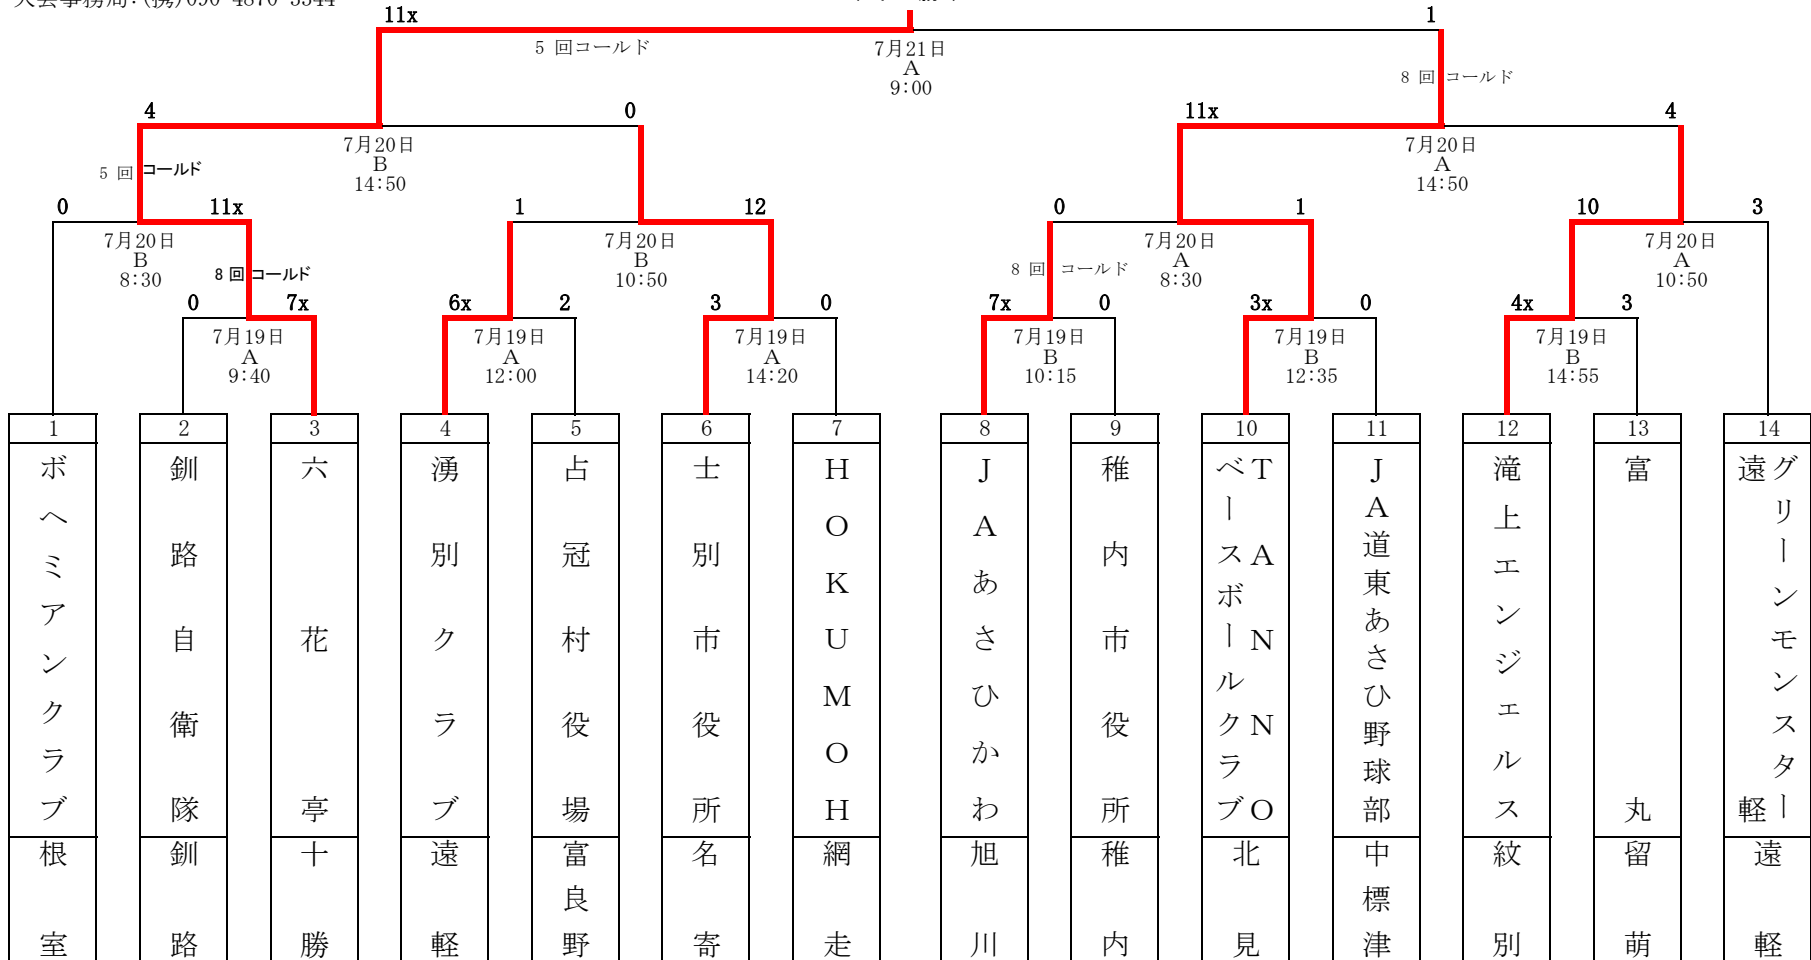 11x
1
5 回コールド
7月21日
A
9:00
8 回 コールド
4
0
11x
4
7月20日
B
14:50
7月20日
A
14:50
5 回 コールド
0
11x
1
12
0
1
10
3
7月20日
B
8:30
7月20日
B
10:50
7月20日
A
8:30
7月20日
A
10:50
8 回 コールド
8 回 コールド
0
7x
6x
2
3
0
7x
0
3x
0
4x
3
7月19日
A
9:40
7月19日
A
12:00
7月19日
A
14:20
7月19日
B
10:15
7月19日
B
12:35
7月19日
B
14:55
1
ボヘミアンクラブ
根室
2
釧路自衛隊
釧路
3
六花亭
十勝
4
湧別クラブ
遠軽
5
占冠村役場
富良野
6
士別市役所
名寄
7
HOKUMOH
網走
8
JAあさひかわ
旭川
9
稚内市役所
稚内
10
TANNNO
ベースボールクラブ
北見
11
JA道東あさひ野球部
中標津
12
滝上エンジェルス
紋別
13
富丸
留萌
14
グリーンモンスター
遠軽
遠軽